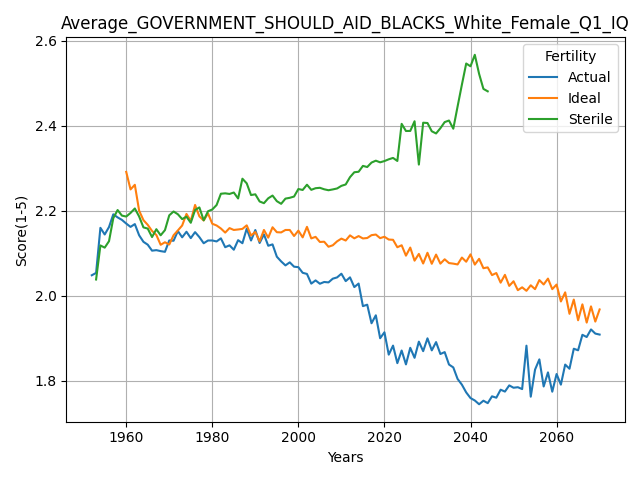 Average_GOVERNMENT_SHOULD_AID_BLACKS_White_Female_Q1_IQ
2.6
2.4
2.2
2.0
1.8
Score(1-5)
Fertility
Actual
Ideal
Sterile
1960
1980
2000
2020
2040
2060
Years